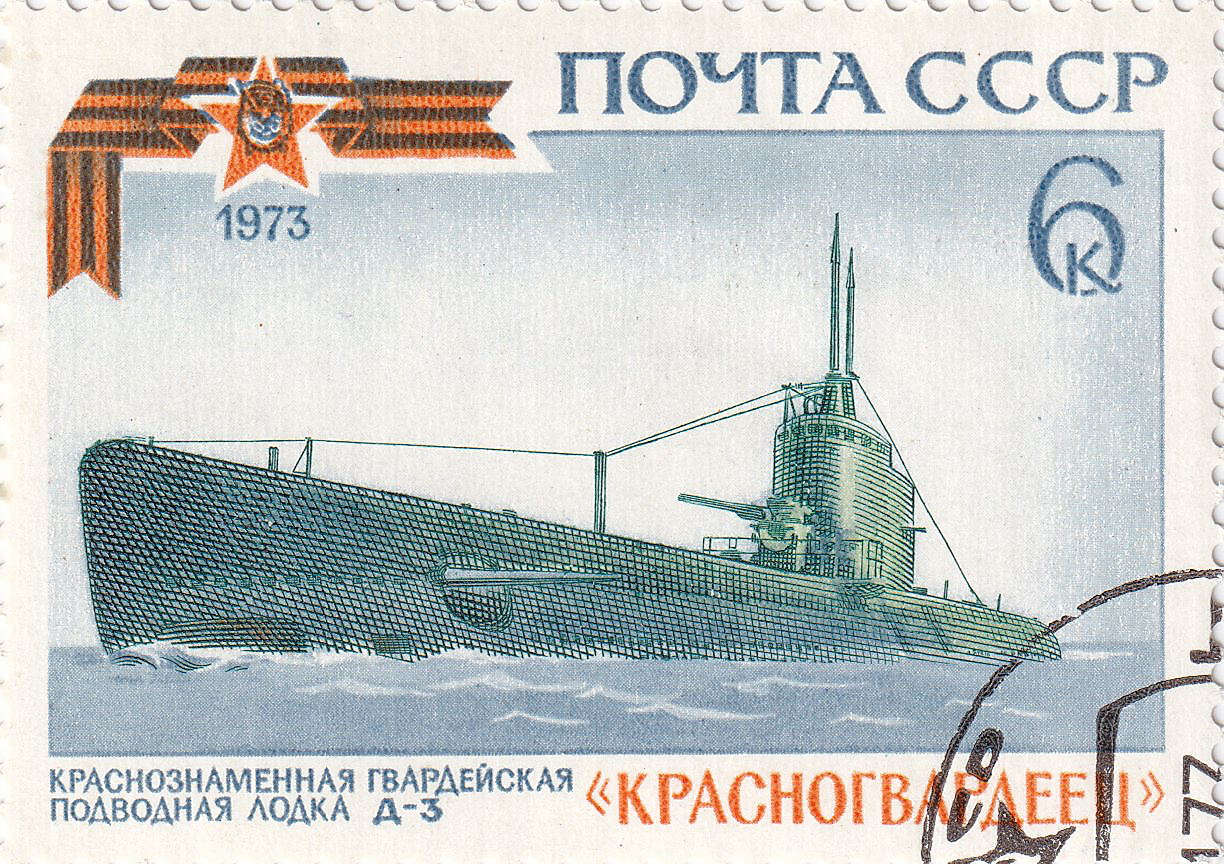 ПОЧТА СССР
1973
6
к
КРАСНОЗНАМЕННАЯ ГВАРДЕЙСКАЯ
ПОДВОДНАЯ ЛОДКА Д-3
«КРАСНОГВАРДЕЕЦ»